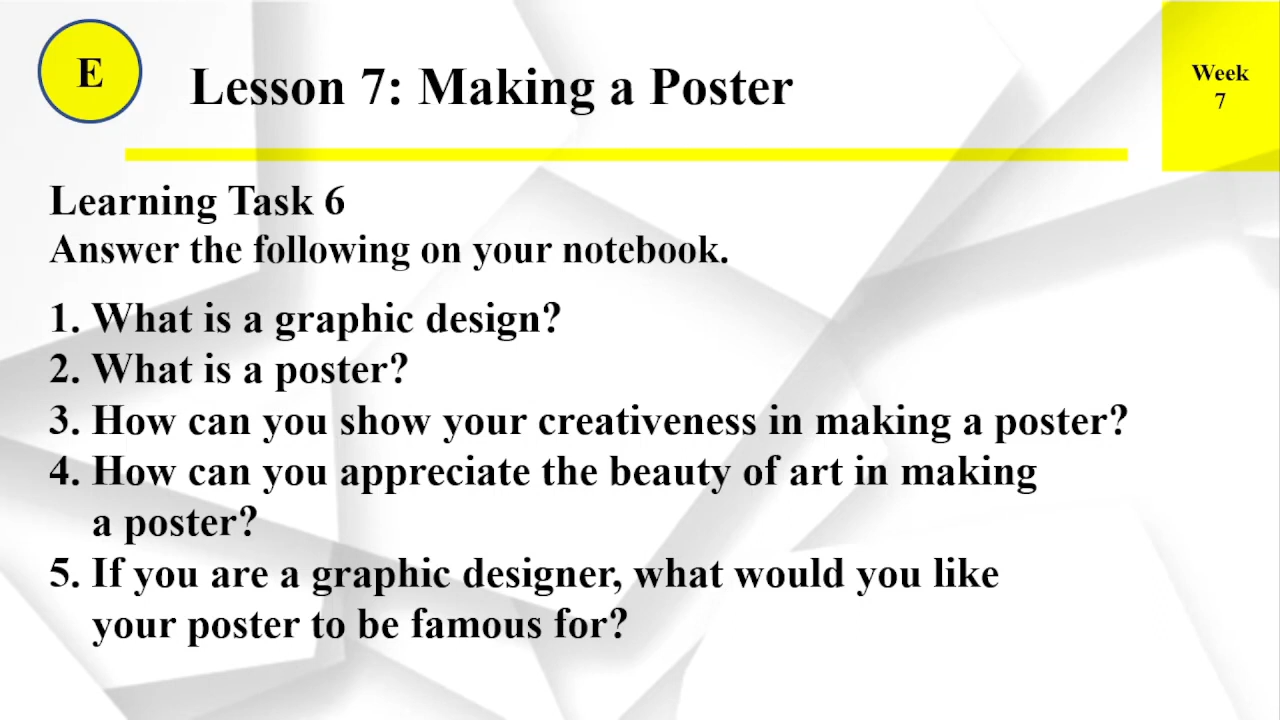 E
Lesson 7: Making a Poster
Week
7
Learning Task 6
Answer the following on your notebook.
1. What is a graphic design?
2. What is a poster?
3. How can you show your creativeness in making a poster?
4. How can you appreciate the beauty of art in making
a poster?
5. If you are a graphic designer, what would you like
your poster to be famous for?